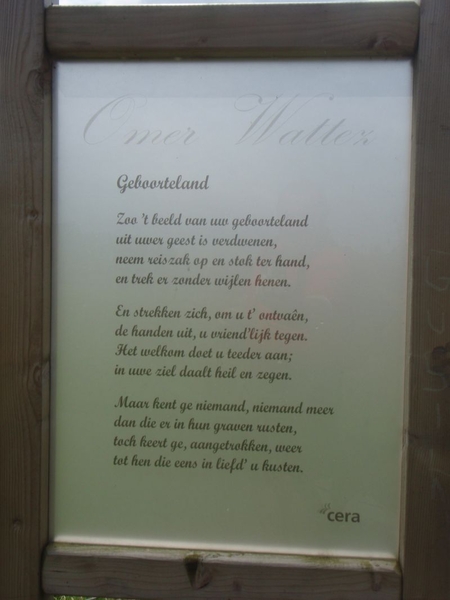 Omer Wattez
Geboorteland
Zoo 't beeld van uw geboorteland
uit uwer geest is verdwenen,
neem reiszak op en stok ter hand,
en trek er zonder wijlen henen.
En strekken zich, om u t' ontvaên,
de handen uit, u vriend'lijk tegen.
Het welkom doet u teeder aan;
in uwe ziel daalt heil en zegen.
Maar kent ge niemand, niemand meer
dan die er in hun graven rusten,
toch keert ge, aangetrokken, weer
tot hen die eens in liefd' u kusten.
cera